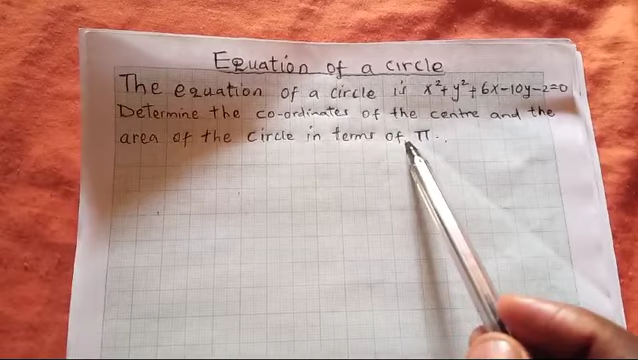 Equation of a circle
The equation of a circle is x²+y²+6x-10y-2=0
Determine the co-ordinates of the centre and the
area of the circle in terms of π.